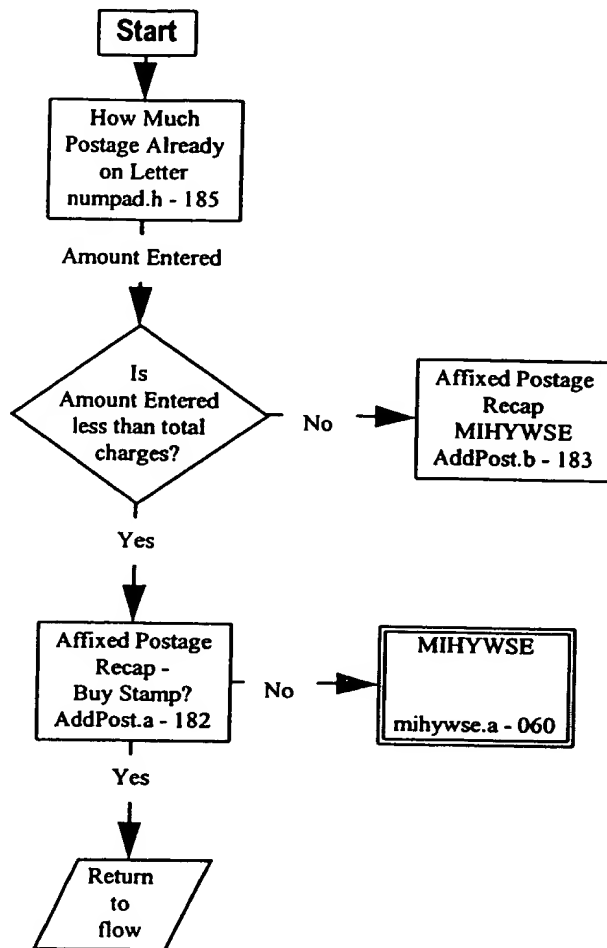 Start
How Much
Postage Already
on Letter
numpad.h - 185
Amount Entered
Is
Amount Entered
less than total
charges?
No
Affixed Postage
Recap
MIHYWSE
AddPost.b - 183
Yes
Affixed Postage
Recap -
Buy Stamp?
AddPost.a - 182
No
MIHYWSE
mihywse.a - 060
Yes
Return
to
flow